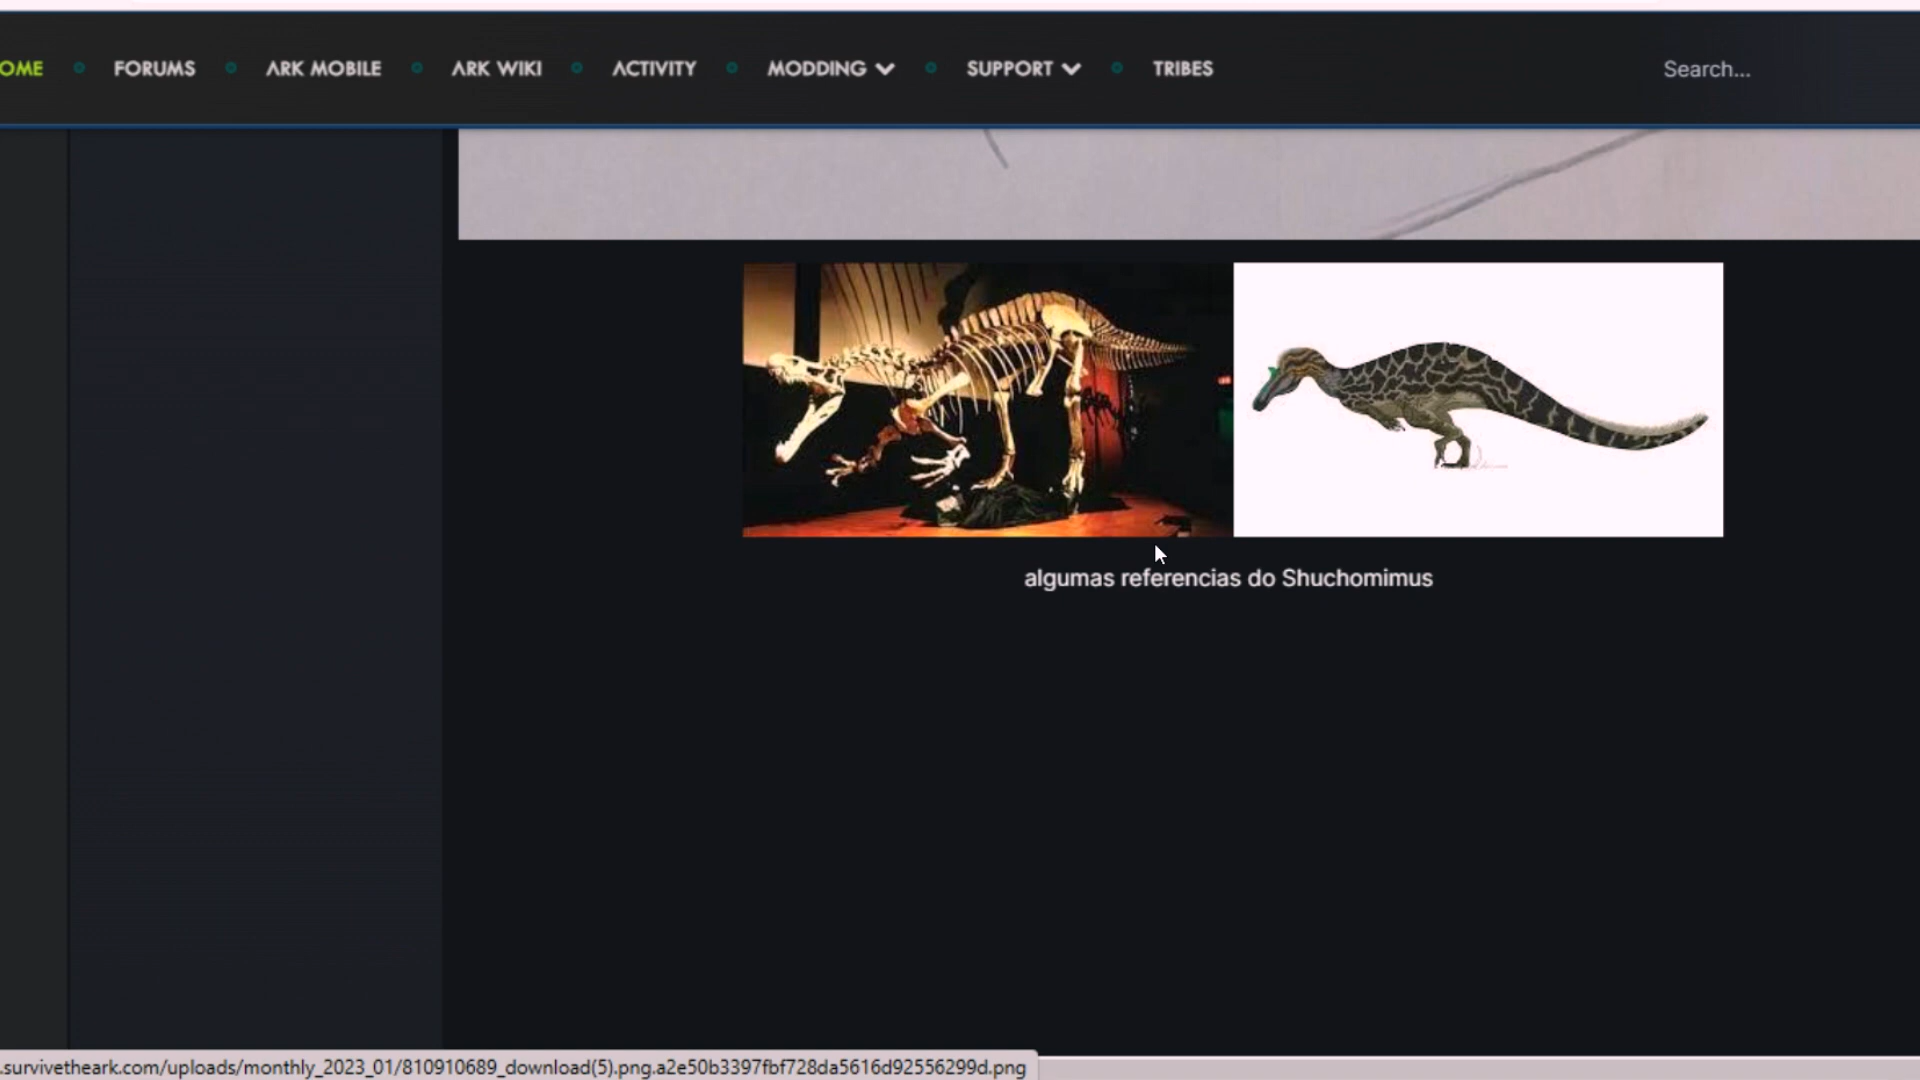 OME FORUMS ARK MOBILE ARK WIKI ACTIVITY MODDING SUPPORT TRIBES Search...
algumas referencias do Shuchomimus
.survivetheark.com/uploads/monthly_2023_01/810910689_download(5).png.a2e50b3397fbf728da5616d92556299d.png